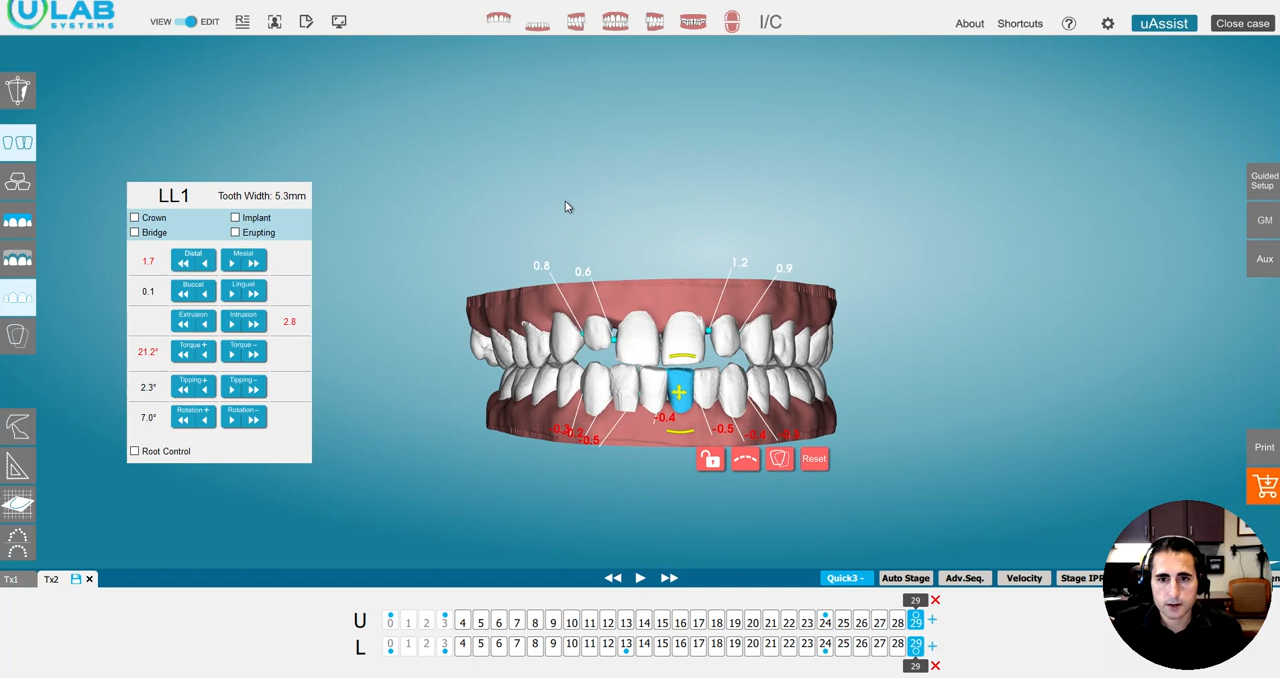 ULAB
SYSTEMS
VIEW EDIT
I/C
About Shortcuts ? uAssist Close case
LL1 Tooth Width: 5.3mm
Crown Implant
Bridge Erupting
1.7 Distal Mesial
0.1 Buccal Lingual
Extrusion Intrusion 2.8
21.2° Torque+ Torque-
2.3° Tipping+ Tipping-
7.0° Rotation+ Rotation-
Root Control
0.8 0.6 1.2 0.9
-0.4
-0.3 -0.2 -0.5 -0.5 -0.4
Reset
Guided
Setup
GM
Aux
Print
Tx1 Tx2
Quick3 - Auto Stage Adv.Seq. Velocity Stage IPR
29
U 0 1 2 3 4 5 6 7 8 9 10 11 12 13 14 15 16 17 18 19 20 21 22 23 24 25 26 27 28 29 +
L 0 1 2 3 4 5 6 7 8 9 10 11 12 13 14 15 16 17 18 19 20 21 22 23 24 25 26 27 28 29 +
29